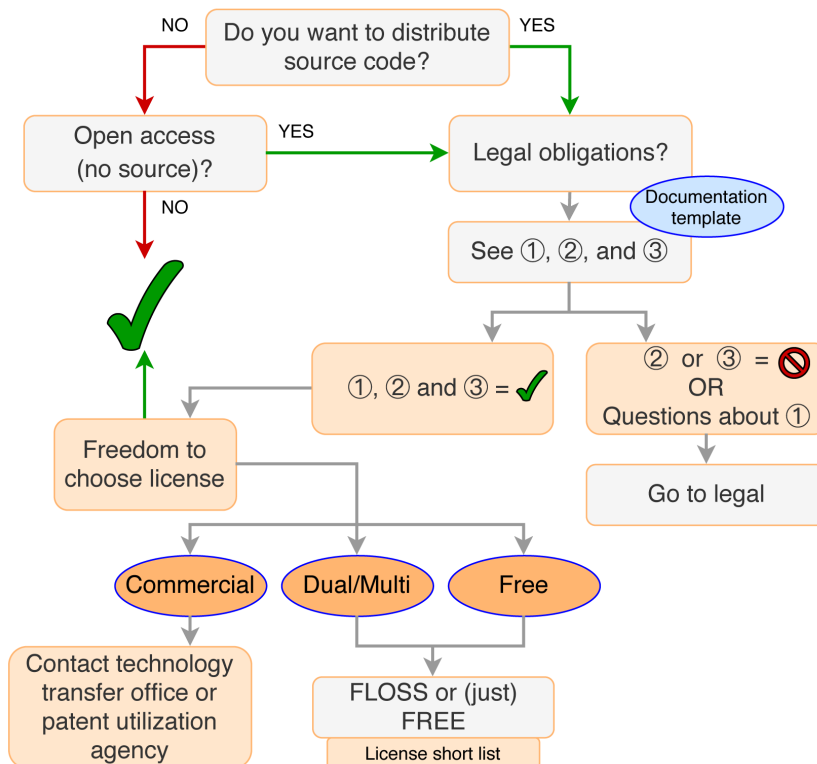 NO
Do you want to distribute
source code?
YES
Open access
(no source)?
YES
Legal obligations?
NO
Documentation
template
See ①, ②, and ③
①, ② and ③ =
② or ③ =
OR
Questions about ①
Freedom to
choose license
Go to legal
Commercial
Dual/Multi
Free
Contact technology
transfer office or
patent utilization
agency
FLOSS or (just)
FREE
License short list